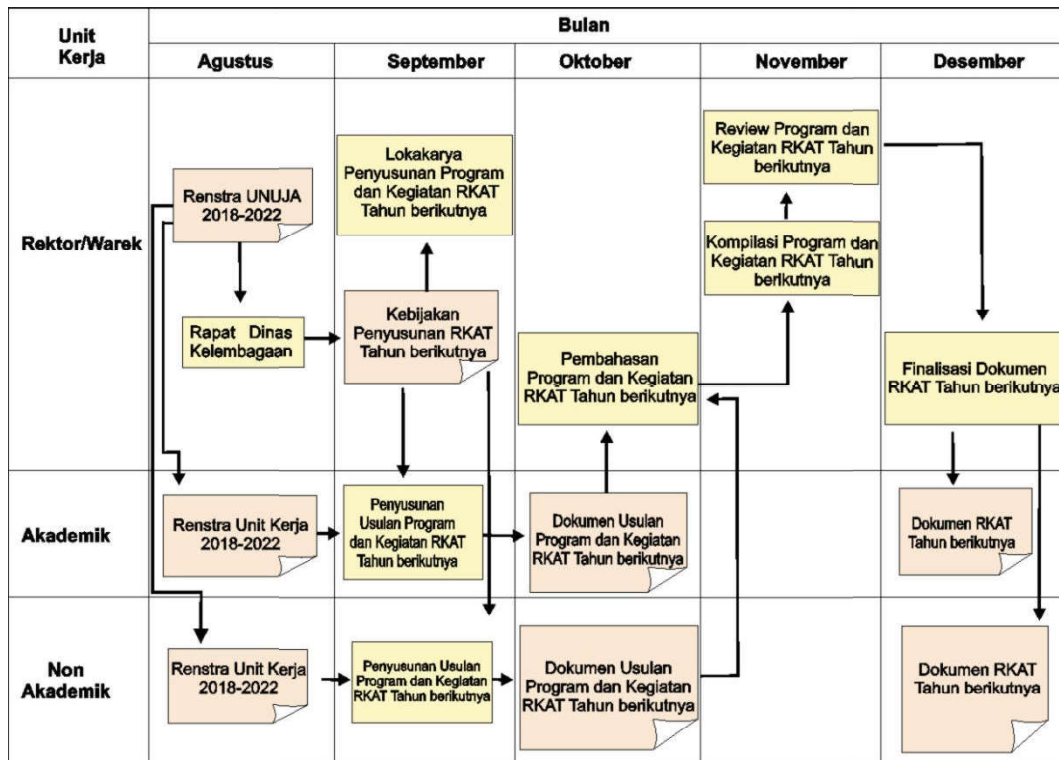 Unit
Kerja
Bulan
Agustus
September
Oktober
November
Desember
Rektor/Warek
Renstra UNUJA
2018-2022
Rapat Dinas
Kelembagaan
Lokakarya
Penyusunan Program
dan Kegiatan RKAT
Tahun berikutnya
Kebijakan
Penyusunan RKAT
Tahun berikutnya
Pembahasan
Program dan Kegiatan
RKAT Tahun berikutnya
Review Program dan
Kegiatan RKAT Tahun
berikutnya
Kompilasi Program dan
Kegiatan RKAT Tahun
berikutnya
Finalisasi Dokumen
RKAT Tahun berikutnya
Akademik
Renstra Unit Kerja
2018-2022
Penyusunan
Usulan Program
dan Kegiatan RKAT
Tahun berikutnya
Dokumen Usulan
Program dan Kegiatan
RKAT Tahun berikutnya
Dokumen RKAT
Tahun berikutnya
Non
Akademik
Renstra Unit Kerja
2018-2022
Penyusunan Usulan
Program dan Kegiatan
RKAT Tahun berikutnya
Dokumen Usulan
Program dan Kegiatan
RKAT Tahun berikutnya
Dokumen RKAT
Tahun berikutnya